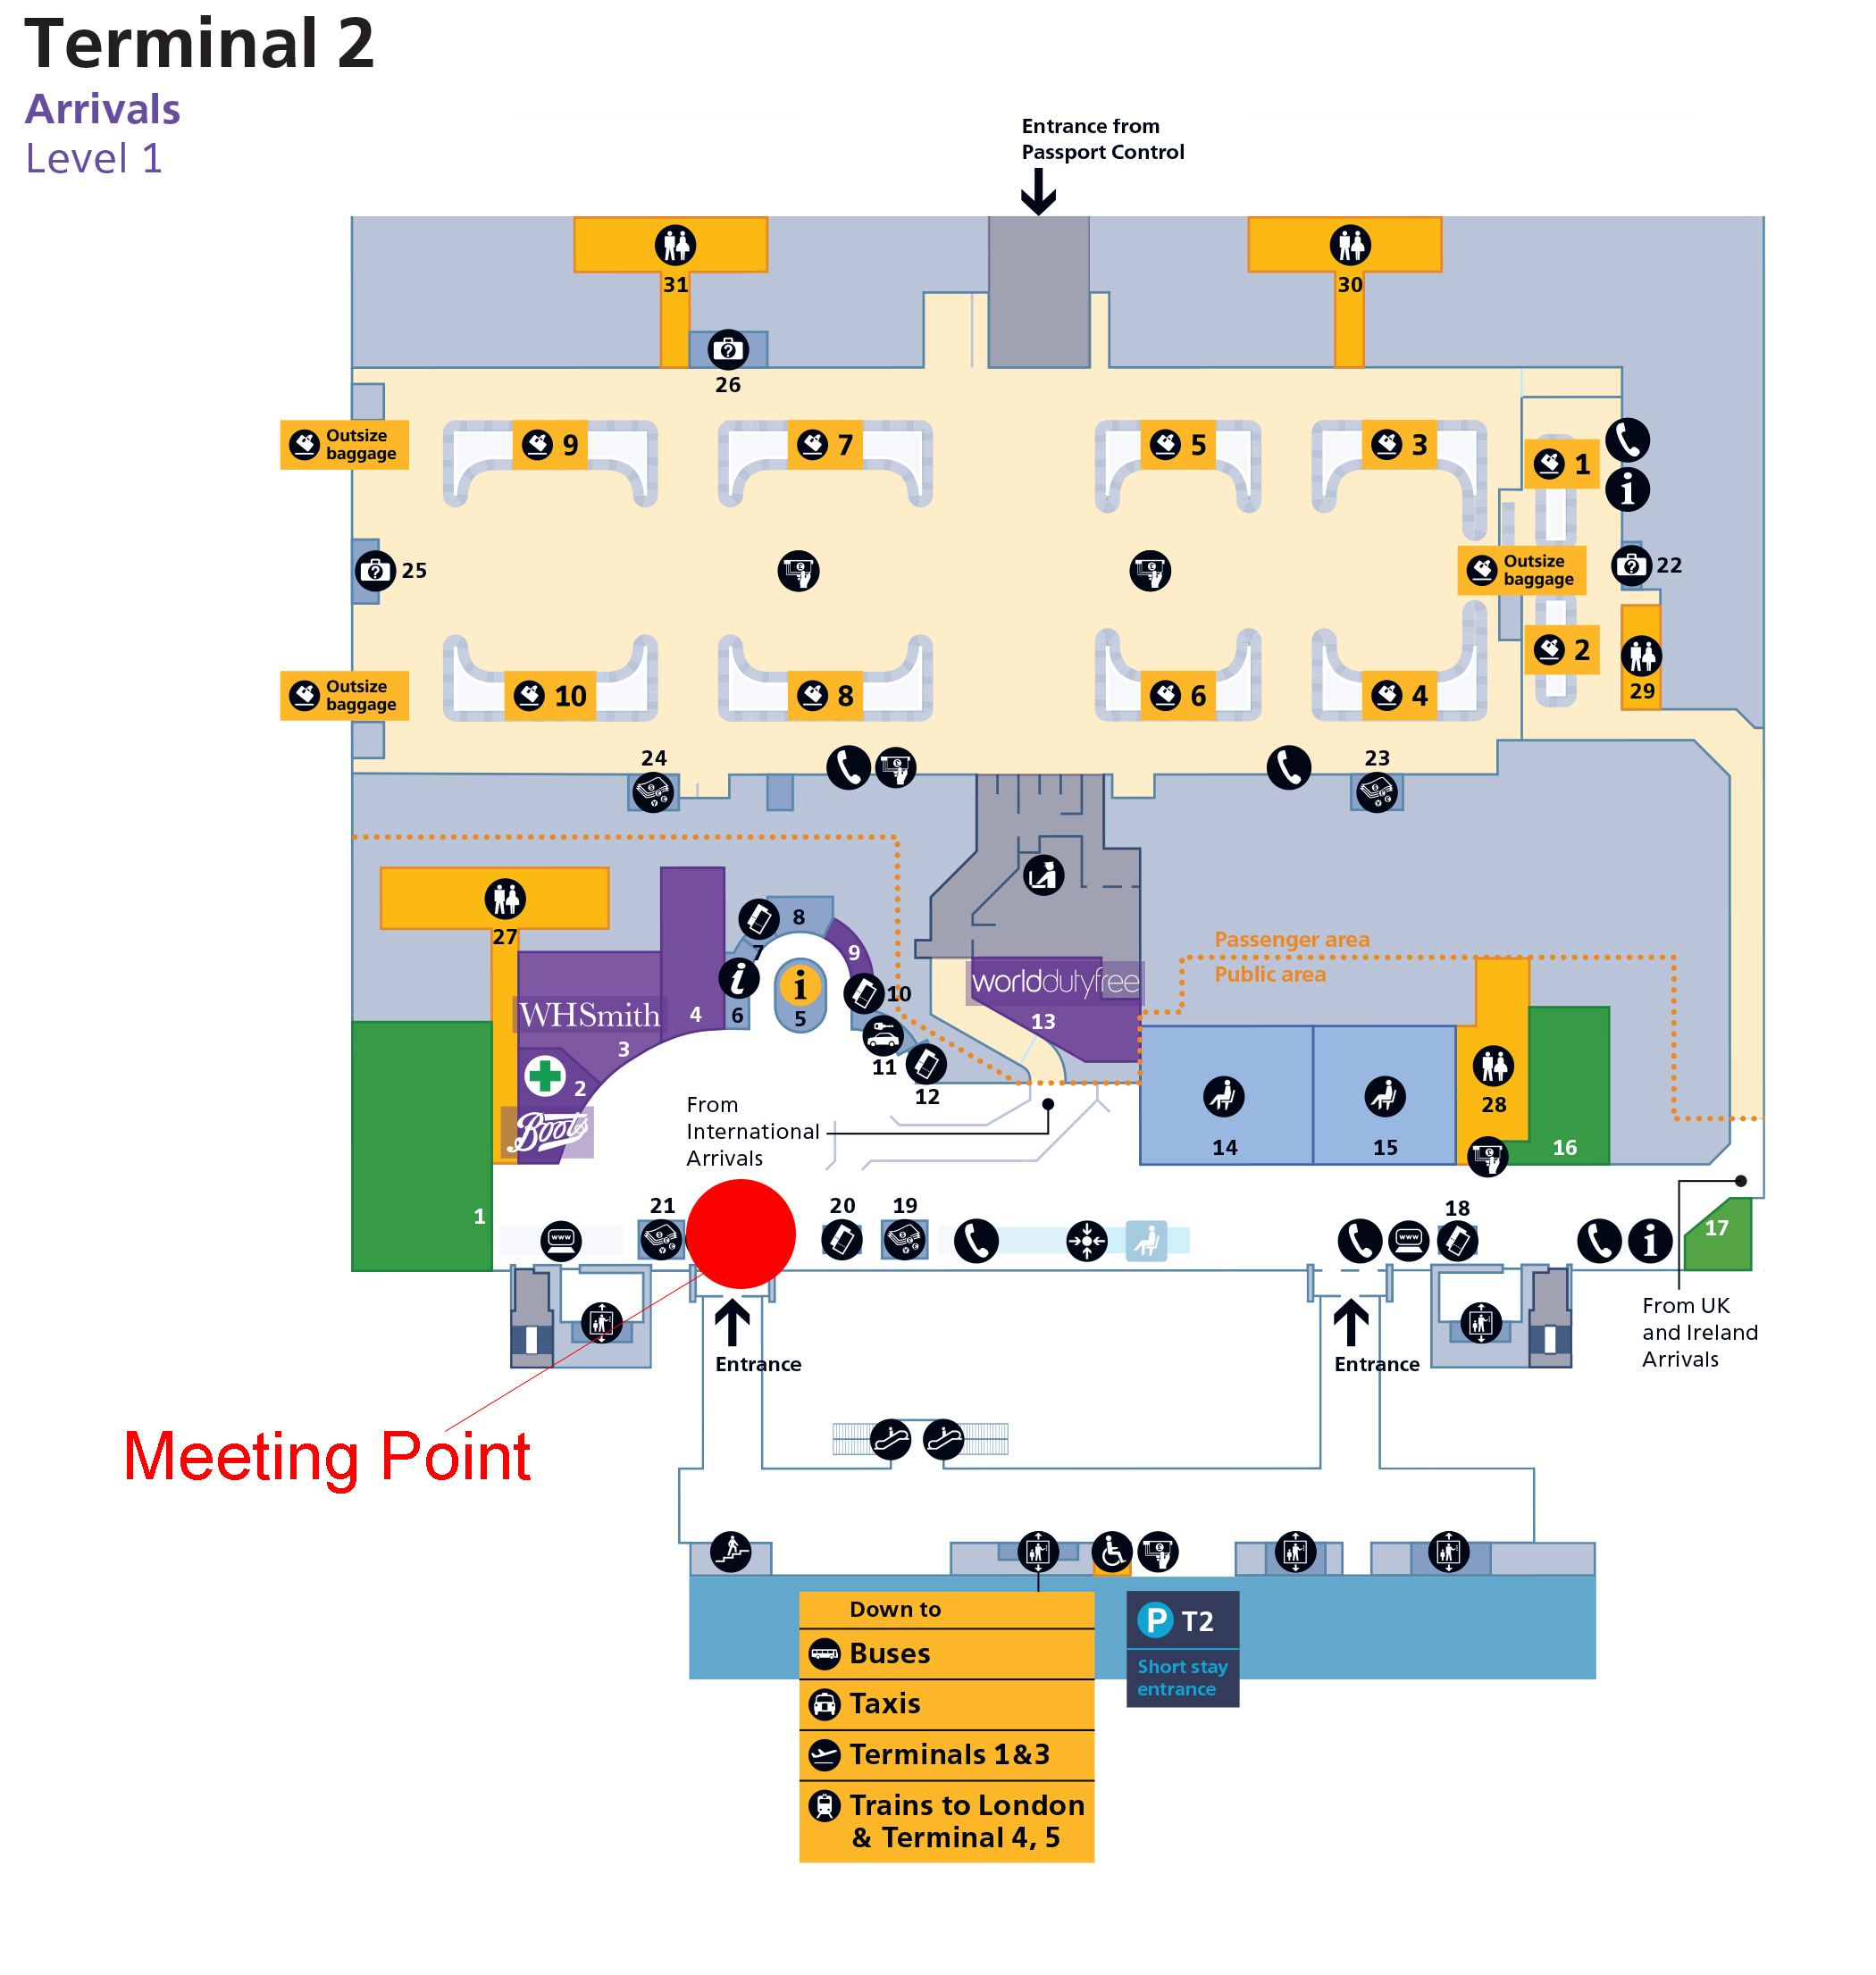 Terminal 2
Arrivals
Level 1
Entrance from
Passport Control
31
30
26
Outsize
baggage
9
7
5
3
1
25
Outsize
baggage
22
Outsize
baggage
10
8
6
4
2
29
24
23
27
8
7
9
Passenger area
Public area
WHSmith
4
6
5
10
worlddutyfree
13
3
2
11
12
Boots
From
International
Arrivals
14
15
28
16
1
21
20
19
18
17
www
www
Entrance
Entrance
From UK
and Ireland
Arrivals
Meeting Point
Down to
Buses
Taxis
Terminals 1&3
Trains to London
& Terminal 4, 5
P T2
Short stay
entrance